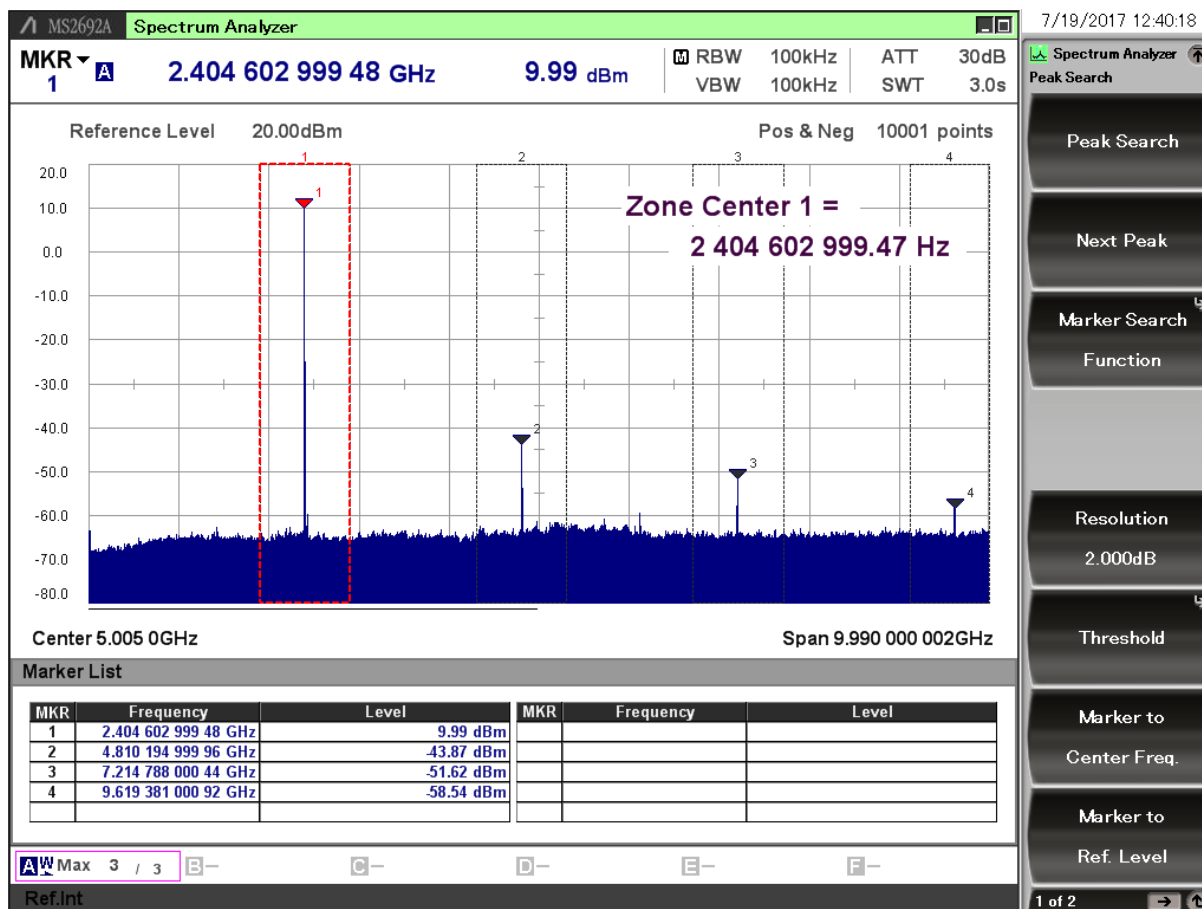 MS2692A Spectrum Analyzer
7/19/2017 12:40:18
MKR 1 A 2.404 602 999 48 GHz 9.99 dBm
M RBW 100kHz ATT 30dB
VBW 100kHz SWT 3.0s
Reference Level 20.00dBm Pos & Neg 10001 points
1 2 3 4
20.0
10.0
0.0
-10.0
-20.0
-30.0
-40.0
-50.0
-60.0
-70.0
-80.0
1
2
3
4
Zone Center 1 =
2 404 602 999.47 Hz
Center 5.005 0GHz Span 9.990 000 002GHz
Marker List
MKR Frequency Level MKR Frequency Level
1 2.404 602 999 48 GHz 9.99 dBm
2 4.810 194 999 96 GHz -43.87 dBm
3 7.214 788 000 44 GHz -51.62 dBm
4 9.619 381 000 92 GHz -58.54 dBm
A W Max 3 / 3 B- C- D- E- F-
Ref.Int
Spectrum Analyzer
Peak Search
Peak Search
Next Peak
Marker Search
Function
Resolution
2.000dB
Threshold
Marker to
Center Freq.
Marker to
Ref. Level
1 of 2